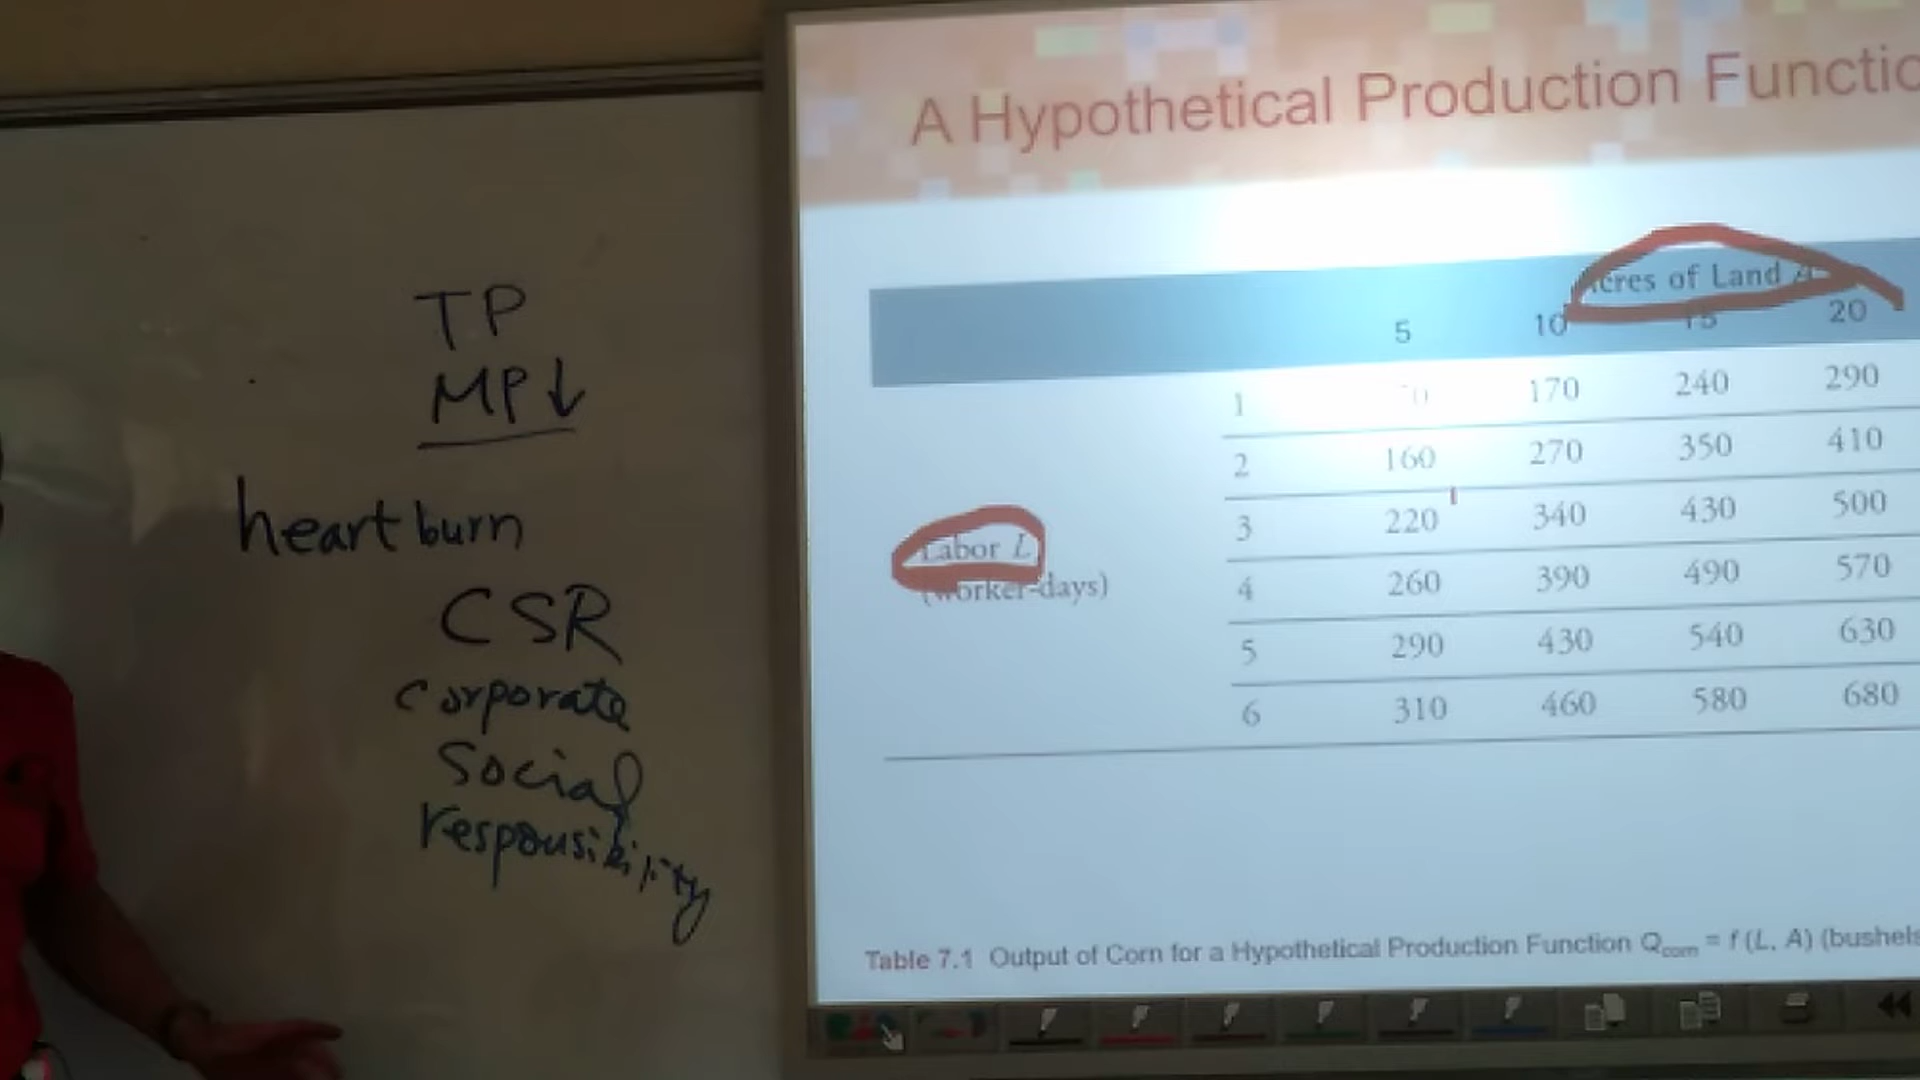 TP
MP↓
heartburn
CSR
corporate
social
responsibility
A Hypothetical Production Functio
Acres of Land A
5 10 15 20
1 170 240 290
2 160 270 350 410
3 220 340 430 500
Labor L
(worker-days)
4 260 390 490 570
5 290 430 540 630
6 310 460 580 680
Table 7.1 Output of Corn for a Hypothetical Production Function Qcorn = f (L, A) (bushels